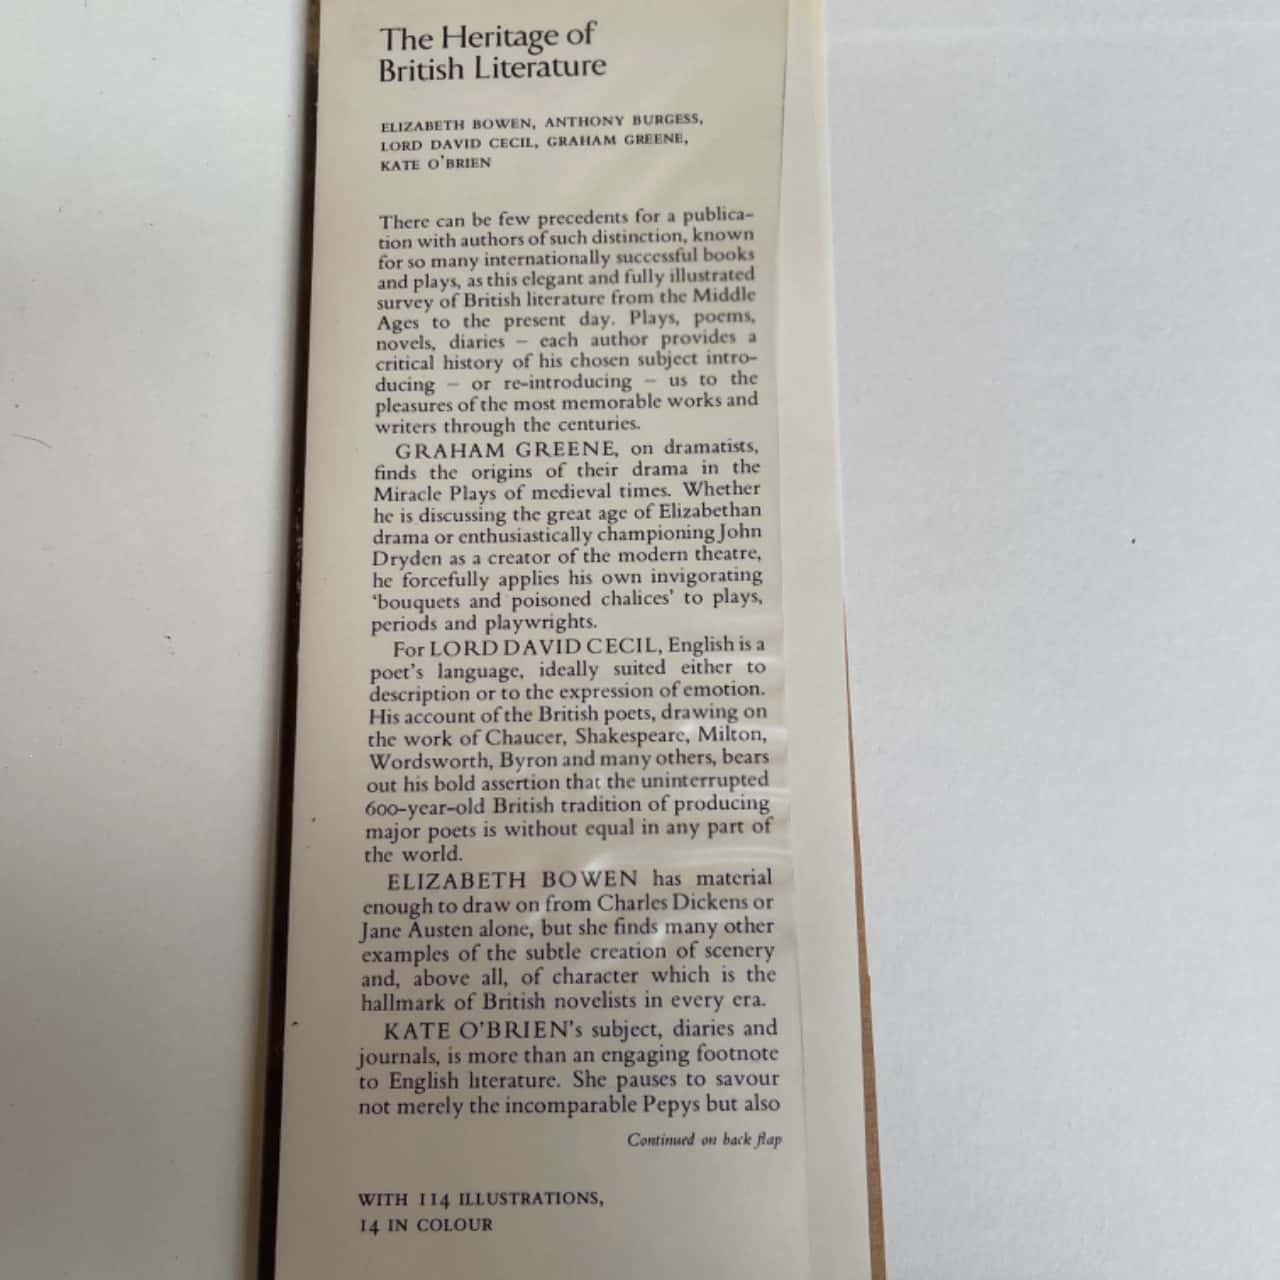 The Heritage of
British Literature
ELIZABETH BOWEN, ANTHONY BURGESS,
LORD DAVID CECIL, GRAHAM GREENE,
KATE O'BRIEN
There can be few precedents for a publica-
tion with authors of such distinction, known
for so many internationally successful books
and plays, as this elegant and fully illustrated
survey of British literature from the Middle
Ages to the present day. Plays, poems,
novels, diaries – each author provides a
critical history of his chosen subject intro-
ducing – or re-introducing – us to the
pleasures of the most memorable works and
writers through the centuries.
GRAHAM GREENE, on dramatists,
finds the origins of their drama in the
Miracle Plays of medieval times. Whether
he is discussing the great age of Elizabethan
drama or enthusiastically championing John
Dryden as a creator of the modern theatre,
he forcefully applies his own invigorating
'bouquets and poisoned chalices' to plays,
periods and playwrights.
For LORD DAVID CECIL, English is a
poet's language, ideally suited either to
description or to the expression of emotion.
His account of the British poets, drawing on
the work of Chaucer, Shakespeare, Milton,
Wordsworth, Byron and many others, bears
out his bold assertion that the uninterrupted
600-year-old British tradition of producing
major poets is without equal in any part of
the world.
ELIZABETH BOWEN has material
enough to draw on from Charles Dickens or
Jane Austen alone, but she finds many other
examples of the subtle creation of scenery
and, above all, of character which is the
hallmark of British novelists in every era.
KATE O'BRIEN's subject, diaries and
journals, is more than an engaging footnote
to English literature. She pauses to savour
not merely the incomparable Pepys but also
Continued on back flap
WITH 114 ILLUSTRATIONS,
14 IN COLOUR